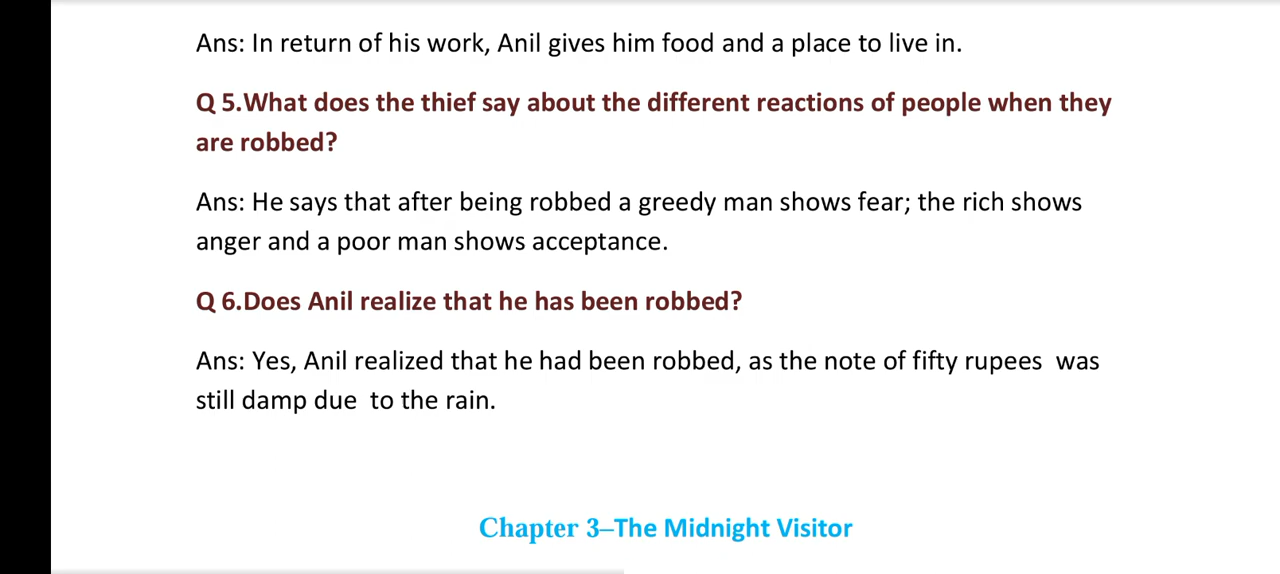 Ans: In return of his work, Anil gives him food and a place to live in.
Q 5.What does the thief say about the different reactions of people when they
are robbed?
Ans: He says that after being robbed a greedy man shows fear; the rich shows
anger and a poor man shows acceptance.
Q 6.Does Anil realize that he has been robbed?
Ans: Yes, Anil realized that he had been robbed, as the note of fifty rupees  was
still damp due  to the rain.
Chapter 3–The Midnight Visitor